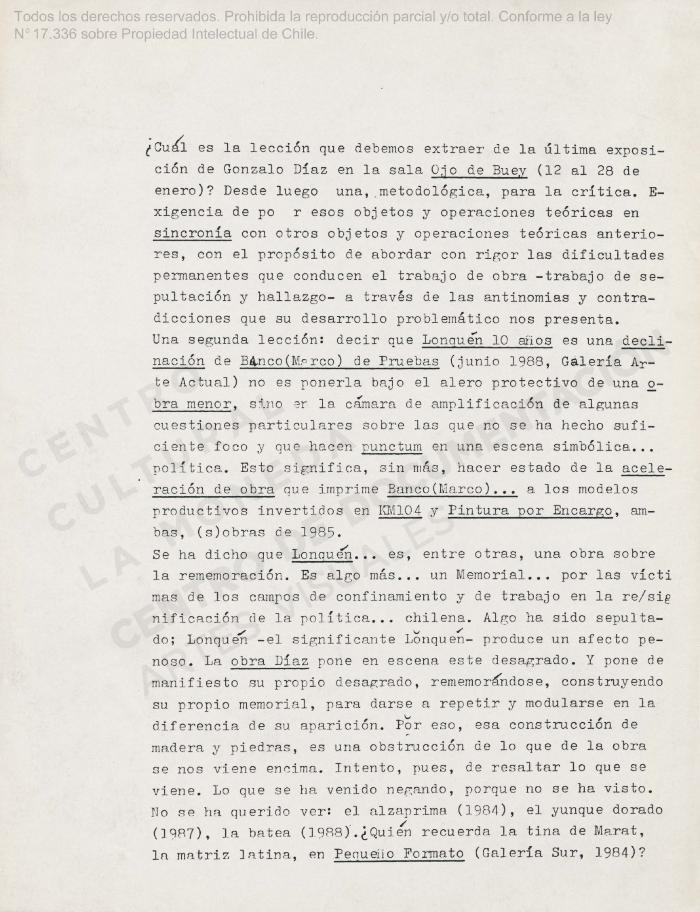 Todos los derechos reservados. Prohibida la reproducción parcial y/o total. Conforme a la ley
N° 17.336 sobre Propiedad Intelectual de Chile.
¿Cuál es la lección que debemos extraer de la última exposi-
ción de Gonzalo Díaz en la sala Ojo de Buey (12 al 28 de
enero)? Desde luego una, metodológica, para la crítica. E-
xigencia de po r esos objetos y operaciones teóricas en
sincronía con otros objetos y operaciones teóricas anterio-
res, con el propósito de abordar con rigor las dificultades
permanentes que conducen el trabajo de obra -trabajo de se-
pultación y hallazgo- a través de las antinomias y contra-
dicciones que su desarrollo problemático nos presenta.
Una segunda lección: decir que Lonquén 10 años es una decli-
nación de Banco(Marco) de Pruebas (junio 1988, Galería Ar-
te Actual) no es ponerla bajo el alero protectivo de una o-
bra menor, sino er la cámara de amplificación de algunas
cuestiones particulares sobre las que no se ha hecho sufi-
ciente foco y que hacen punctum en una escena simbólica...
política. Esto significa, sin más, hacer estado de la acele-
ración de obra que imprime Banco(Marco)... a los modelos
productivos invertidos en KM104 y Pintura por Encargo, am-
bas, (s)obras de 1985.
Se ha dicho que Lonquén... es, entre otras, una obra sobre
la rememoración. Es algo más... un Memorial... por las vícti
mas de los campos de confinamiento y de trabajo en la re/sig
nificación de la política... chilena. Algo ha sido sepulta-
do; Lonquén -el significante Lonquén- produce un afecto pe-
noso. La obra Díaz pone en escena este desagrado. Y pone de
manifiesto su propio desagrado, rememorándose, construyendo
su propio memorial, para darse a repetir y modularse en la
diferencia de su aparición. Por eso, esa construcción de
madera y piedras, es una obstrucción de lo que de la obra
se nos viene encima. Intento, pues, de resaltar lo que se
viene. Lo que se ha venido negando, porque no se ha visto.
No se ha querido ver: el alzaprima (1984), el yunque dorado
(1987), la batea (1988).¿Quién recuerda la tina de Marat,
la matriz latina, en Pequeño Formato (Galería Sur, 1984)?
CENTRO
CULTURAL
LA MONEDA
CENTRO DE DOCUMENTACIÓN
ARTES VISUALES